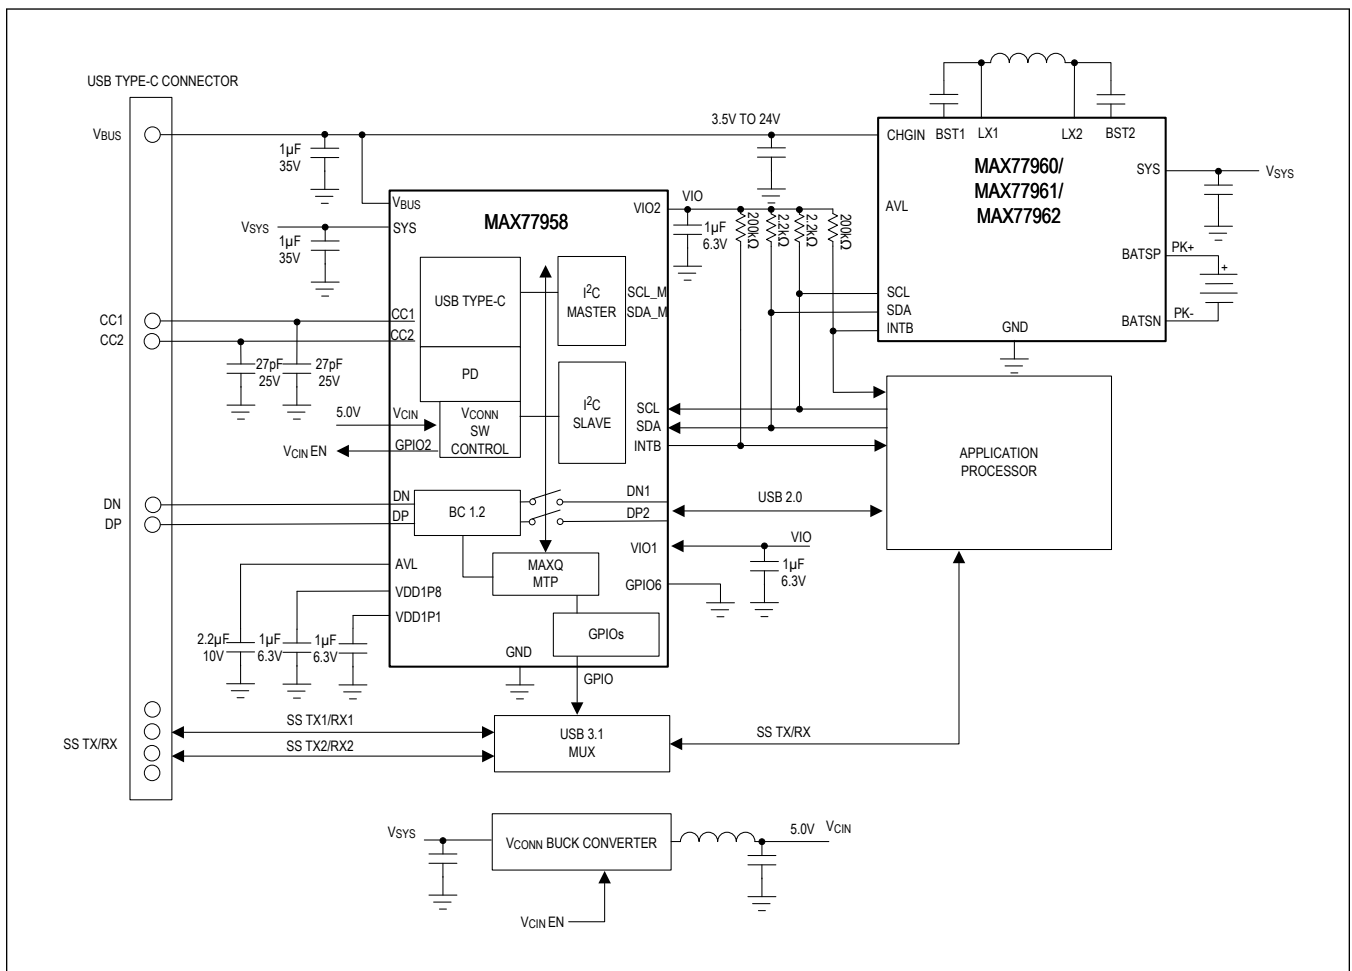 USB TYPE-C CONNECTOR
VBUS
1µF
35V
3.5V TO 24V
CHGIN
BST1
LX1
LX2
BST2
MAX77960/
MAX77961/
MAX77962
SYS
VSYS
AVL
BATSP
PK+
+
BATSN
PK-
SCL
SDA
INTB
GND
VBUS
MAX77958
VIO2
VIO
1µF
6.3V
200kΩ
2.2kΩ
2.2kΩ
200kΩ
VSYS
SYS
1µF
35V
USB TYPE-C
I2C
MASTER
SCL_M
SDA_M
CC1
CC2
CC1
CC2
27pF
25V
27pF
25V
PD
I2C
SLAVE
SCL
SDA
INTB
5.0V
VCIN
VCONN
SW
CONTROL
VCIN EN
GPIO2
APPLICATION
PROCESSOR
DN
DP
DN
DP
BC 1.2
DN1
DP2
USB 2.0
VIO1
VIO
1µF
6.3V
AVL
MAXQ
MTP
GPIO6
VDD1P8
VDD1P1
GPIOs
2.2µF
10V
1µF
6.3V
1µF
6.3V
GND
GPIO
SS TX/RX
SS TX1/RX1
SS TX2/RX2
USB 3.1
MUX
SS TX/RX
VSYS
VCONN BUCK CONVERTER
5.0V
VCIN
VCIN EN